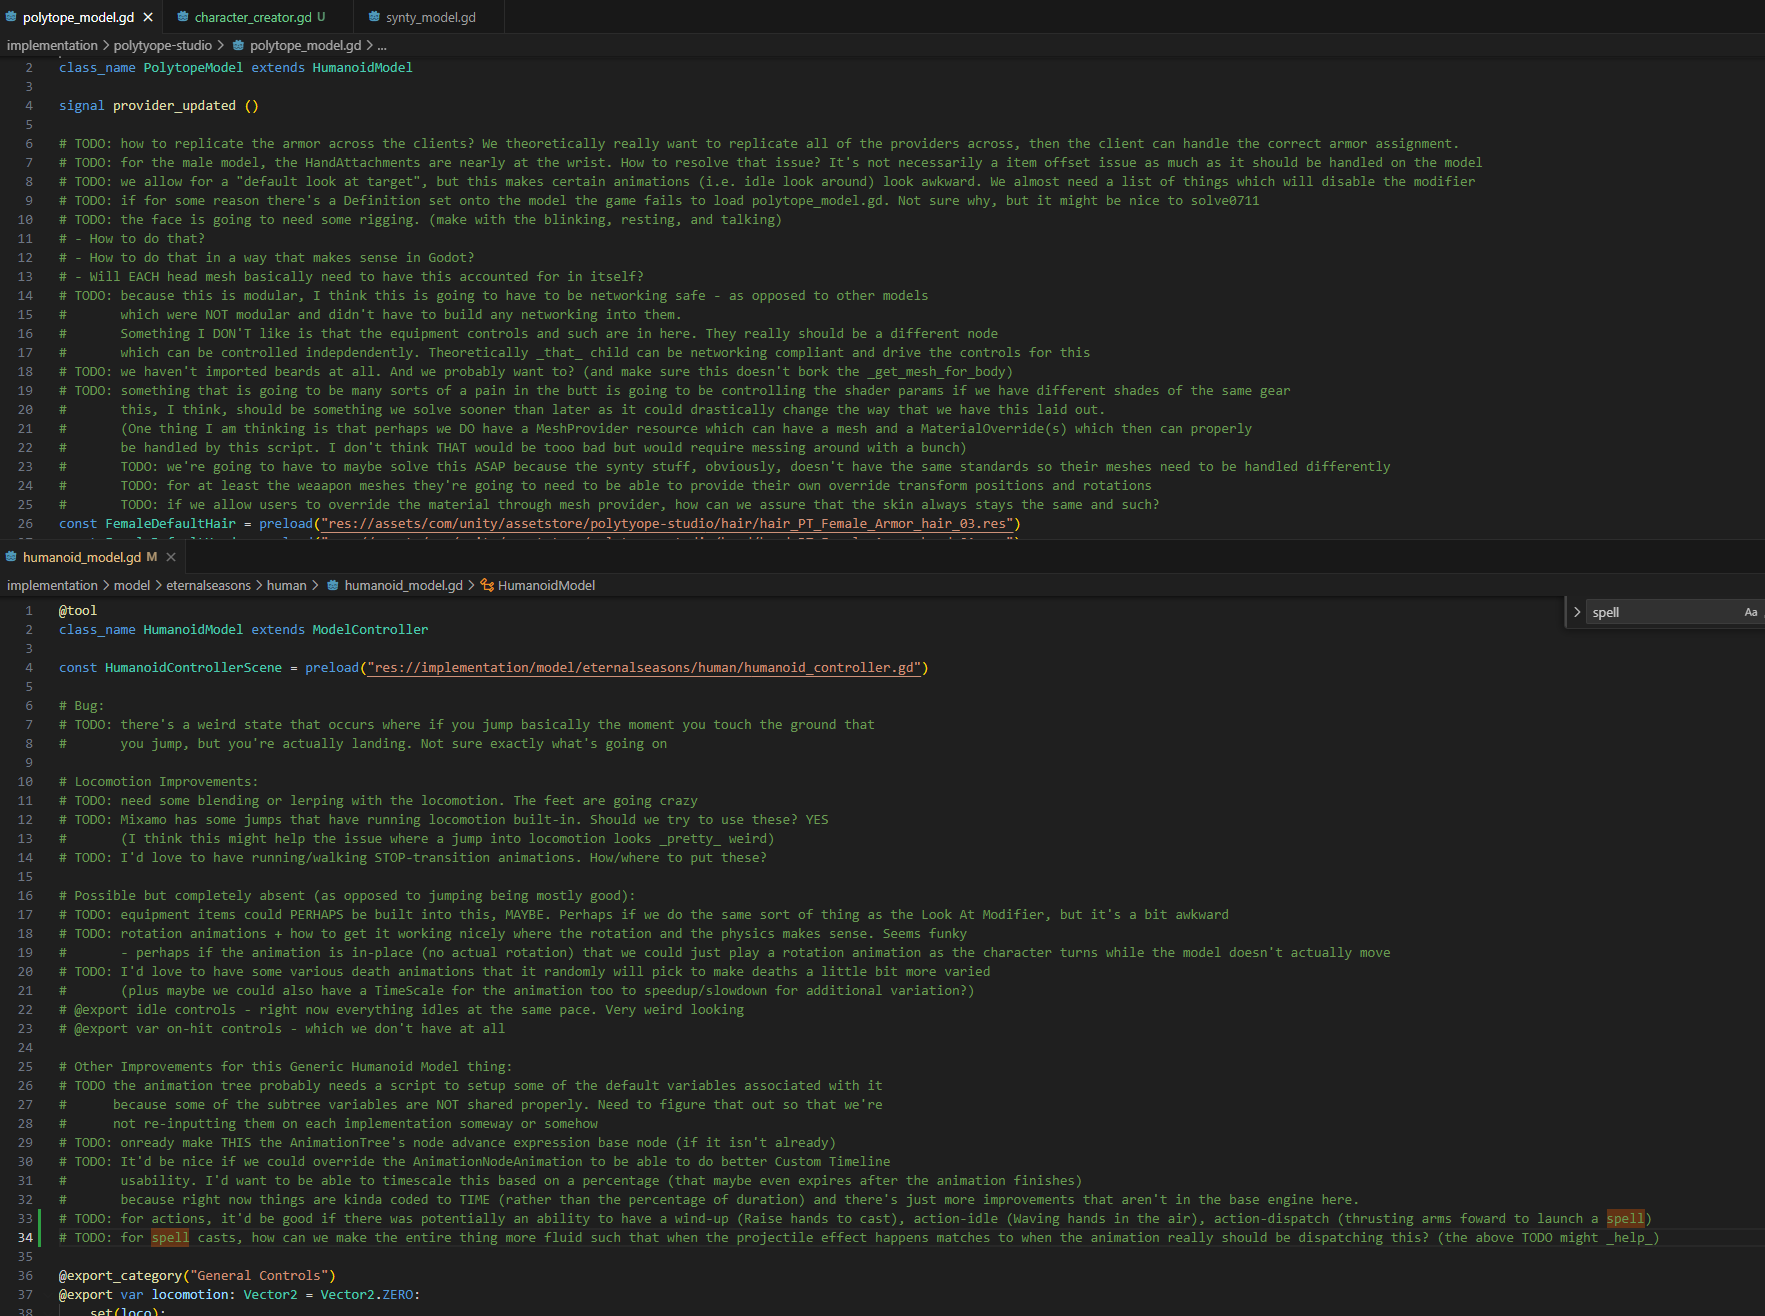 polytope_model.gd × character_creator.gd U synty_model.gd
implementation > polytyope-studio > polytope_model.gd > ...
2 class_name PolytopeModel extends HumanoidModel
3
4 signal provider_updated ()
5
6 # TODO: how to replicate the armor across the clients? We theoretically really want to replicate all of the providers across, then the client can handle the correct armor assignment.
7 # TODO: for the male model, the HandAttachments are nearly at the wrist. How to resolve that issue? It's not necessarily a item offset issue as much as it should be handled on the model
8 # TODO: we allow for a "default look at target", but this makes certain animations (i.e. idle look around) look awkward. We almost need a list of things which will disable the modifier
9 # TODO: if for some reason there's a Definition set onto the model the game fails to load polytope_model.gd. Not sure why, but it might be nice to solve0711
10 # TODO: the face is going to need some rigging. (make with the blinking, resting, and talking)
11 # - How to do that?
12 # - How to do that in a way that makes sense in Godot?
13 # - Will EACH head mesh basically need to have this accounted for in itself?
14 # TODO: because this is modular, I think this is going to have to be networking safe - as opposed to other models
15 # which were NOT modular and didn't have to build any networking into them.
16 # Something I DON'T like is that the equipment controls and such are in here. They really should be a different node
17 # which can be controlled indepdendently. Theoretically _that_ child can be networking compliant and drive the controls for this
18 # TODO: we haven't imported beards at all. And we probably want to? (and make sure this doesn't bork the _get_mesh_for_body)
19 # TODO: something that is going to be many sorts of a pain in the butt is going to be controlling the shader params if we have different shades of the same gear
20 # this, I think, should be something we solve sooner than later as it could drastically change the way that we have this laid out.
21 # (One thing I am thinking is that perhaps we DO have a MeshProvider resource which can have a mesh and a MaterialOverride(s) which then can properly
22 # be handled by this script. I don't think THAT would be tooo bad but would require messing around with a bunch)
23 # TODO: we're going to have to maybe solve this ASAP because the synty stuff, obviously, doesn't have the same standards so their meshes need to be handled differently
24 # TODO: for at least the weaapon meshes they're going to need to be able to provide their own override transform positions and rotations
25 # TODO: if we allow users to override the material through mesh provider, how can we assure that the skin always stays the same and such?
26 const FemaleDefaultHair = preload("res://assets/com/unity/assetstore/polytyope-studio/hair/hair_PT_Female_Armor_hair_03.res")
humanoid_model.gd M ×
implementation > model > eternalseasons > human > humanoid_model.gd > HumanoidModel
> spell Aa
1 @tool
2 class_name HumanoidModel extends ModelController
3
4 const HumanoidControllerScene = preload("res://implementation/model/eternalseasons/human/humanoid_controller.gd")
5
6 # Bug:
7 # TODO: there's a weird state that occurs where if you jump basically the moment you touch the ground that
8 # you jump, but you're actually landing. Not sure exactly what's going on
9
10 # Locomotion Improvements:
11 # TODO: need some blending or lerping with the locomotion. The feet are going crazy
12 # TODO: Mixamo has some jumps that have running locomotion built-in. Should we try to use these? YES
13 # (I think this might help the issue where a jump into locomotion looks _pretty_ weird)
14 # TODO: I'd love to have running/walking STOP-transition animations. How/where to put these?
15
16 # Possible but completely absent (as opposed to jumping being mostly good):
17 # TODO: equipment items could PERHAPS be built into this, MAYBE. Perhaps if we do the same sort of thing as the Look At Modifier, but it's a bit awkward
18 # TODO: rotation animations + how to get it working nicely where the rotation and the physics makes sense. Seems funky
19 # - perhaps if the animation is in-place (no actual rotation) that we could just play a rotation animation as the character turns while the model doesn't actually move
20 # TODO: I'd love to have some various death animations that it randomly will pick to make deaths a little bit more varied
21 # (plus maybe we could also have a TimeScale for the animation too to speedup/slowdown for additional variation?)
22 # @export idle controls - right now everything idles at the same pace. Very weird looking
23 # @export var on-hit controls - which we don't have at all
24
25 # Other Improvements for this Generic Humanoid Model thing:
26 # TODO the animation tree probably needs a script to setup some of the default variables associated with it
27 # because some of the subtree variables are NOT shared properly. Need to figure that out so that we're
28 # not re-inputting them on each implementation someway or somehow
29 # TODO: onready make THIS the AnimationTree's node advance expression base node (if it isn't already)
30 # TODO: It'd be nice if we could override the AnimationNodeAnimation to be able to do better Custom Timeline
31 # usability. I'd want to be able to timescale this based on a percentage (that maybe even expires after the animation finishes)
32 # because right now things are kinda coded to TIME (rather than the percentage of duration) and there's just more improvements that aren't in the base engine here.
33 # TODO: for actions, it'd be good if there was potentially an ability to have a wind-up (Raise hands to cast), action-idle (Waving hands in the air), action-dispatch (thrusting arms foward to launch a spell)
34 # TODO: for spell casts, how can we make the entire thing more fluid such that when the projectile effect happens matches to when the animation really should be dispatching this? (the above TODO might _help_)
35
36 @export_category("General Controls")
37 @export var locomotion: Vector2 = Vector2.ZERO:
38 set(loco):